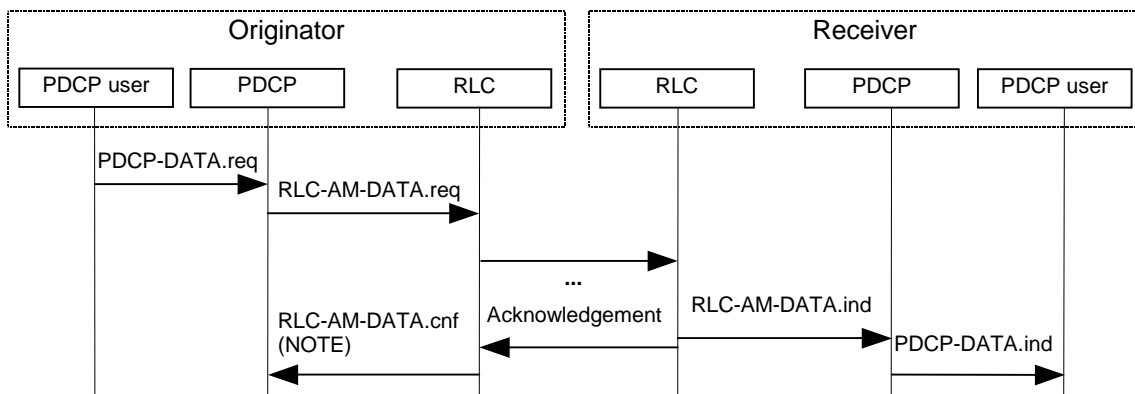 Originator
Receiver
PDCP user
PDCP
RLC
RLC
PDCP
PDCP user
PDCP-DATA.req
RLC-AM-DATA.req
...
RLC-AM-DATA.ind
Acknowledgement
RLC-AM-DATA.cnf
(NOTE)
PDCP-DATA.ind